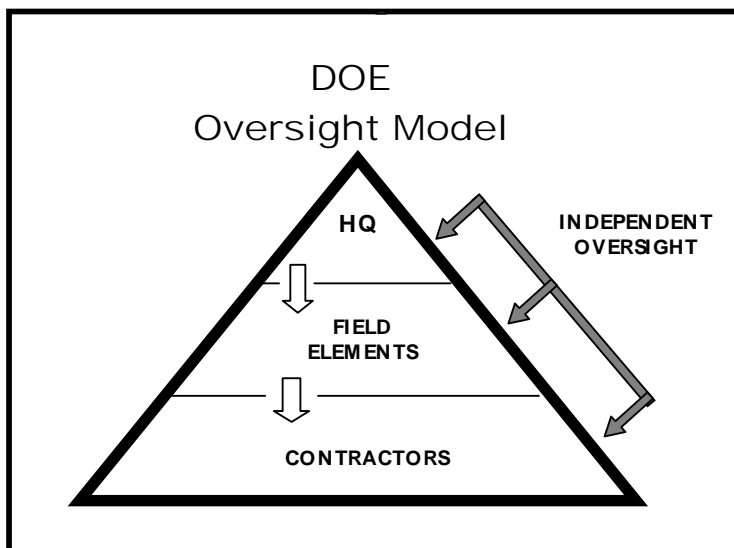 DOE
Oversight Model
HQ
INDEPENDENT
OVERSIGHT
FIELD
ELEMENTS
CONTRACTORS